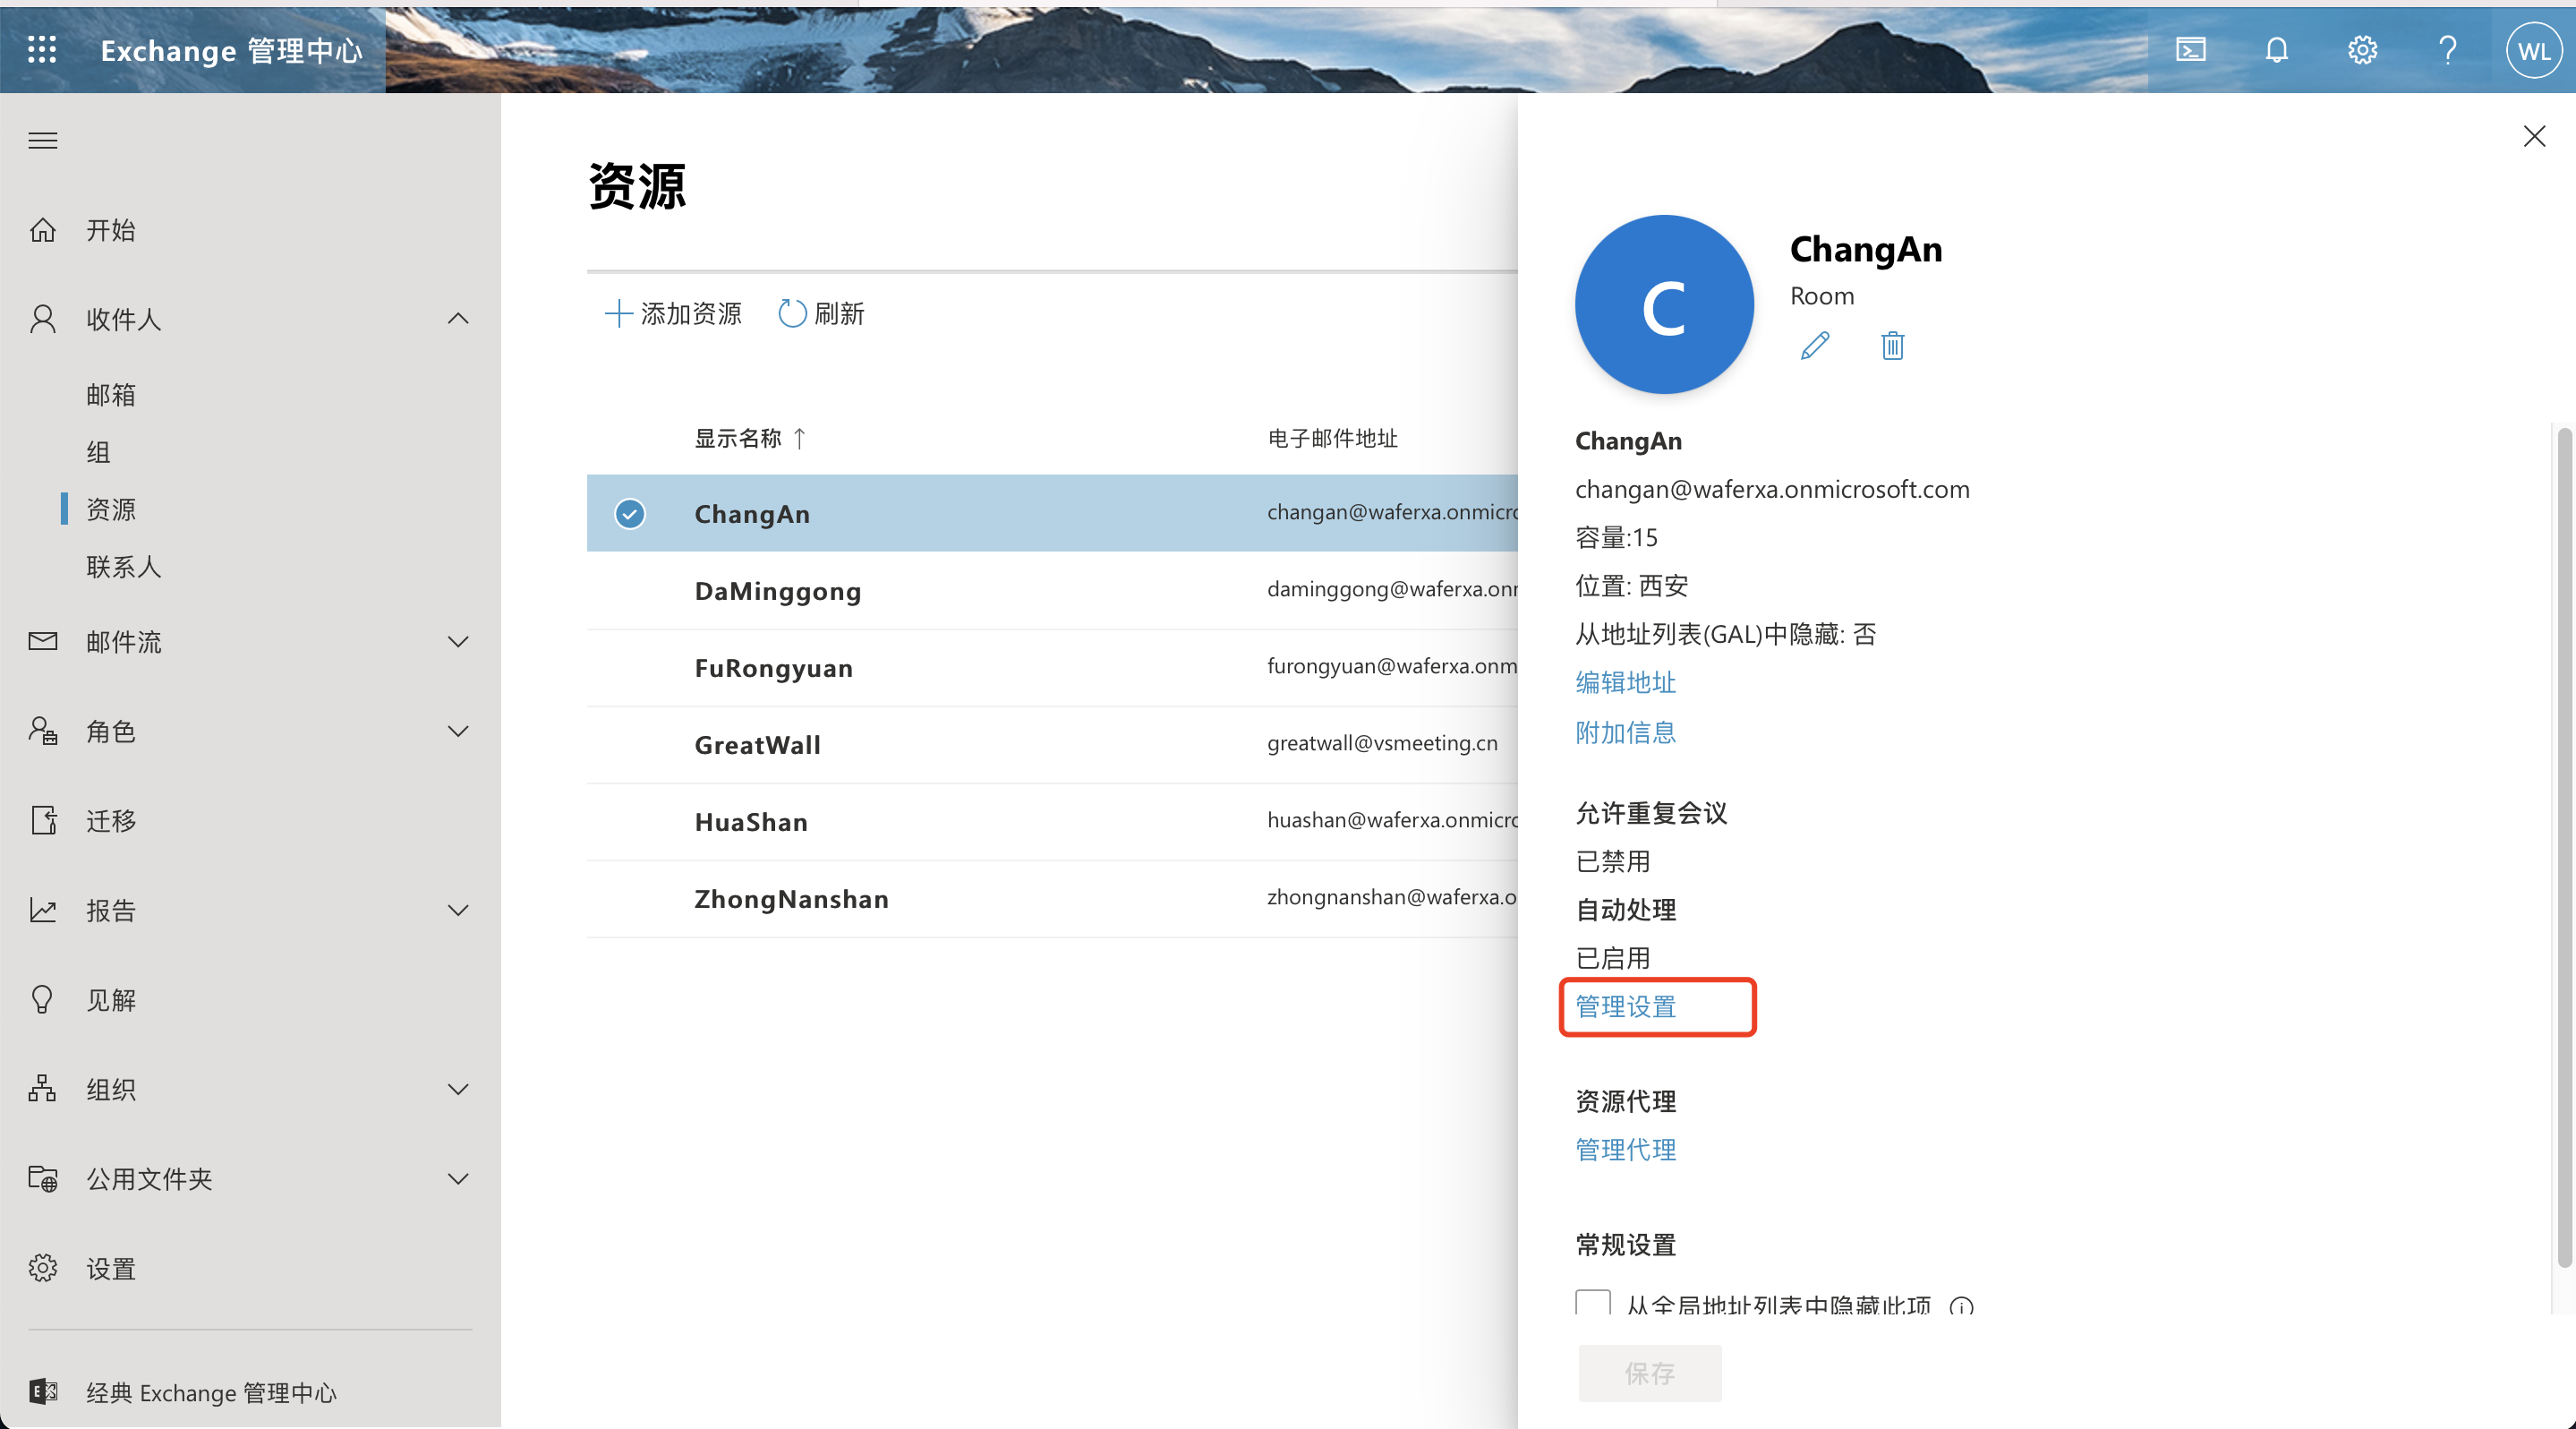 Exchange 管理中心
WL
开始
收件人
邮箱
组
资源
联系人
邮件流
角色
迁移
报告
见解
组织
公用文件夹
设置
经典 Exchange 管理中心
资源
添加资源 刷新
显示名称 ↑ 电子邮件地址
ChangAn changan@waferxa.onmicro
DaMinggong daminggong@waferxa.onm
FuRongyuan furongyuan@waferxa.onm
GreatWall greatwall@vsmeeting.cn
HuaShan huashan@waferxa.onmicro
ZhongNanshan zhongnanshan@waferxa.o
C
ChangAn
Room
ChangAn
changan@waferxa.onmicrosoft.com
容量:15
位置: 西安
从地址列表(GAL)中隐藏: 否
编辑地址
附加信息
允许重复会议
已禁用
自动处理
已启用
管理设置
资源代理
管理代理
常规设置
从全局地址列表中隐藏此项
保存